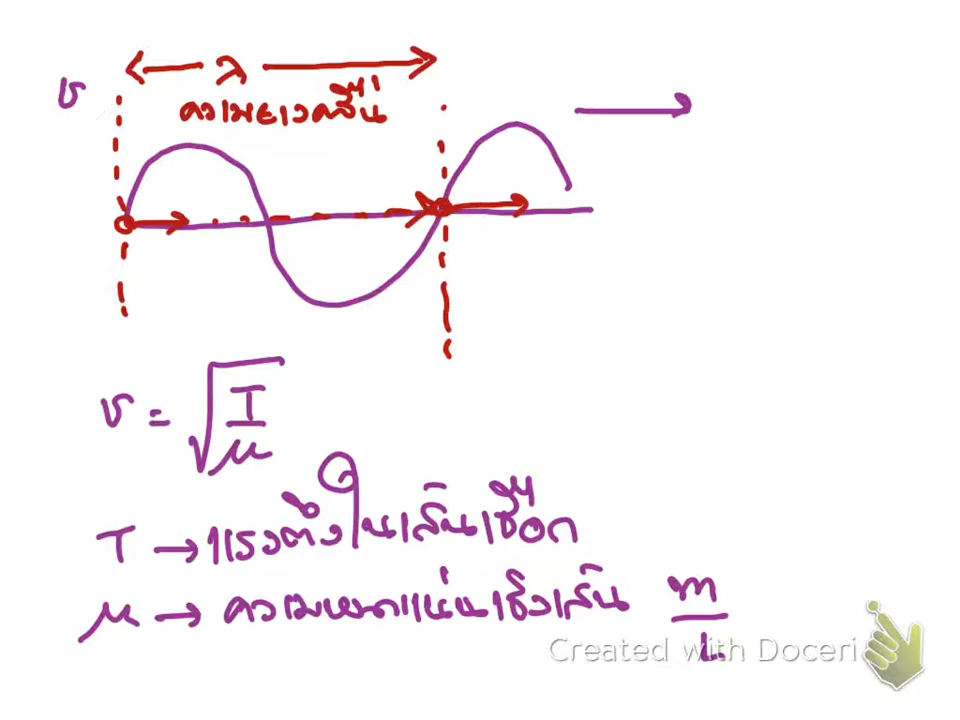 λ
v
ความยาวคลื่น
v = √T/μ
T → แรงตึงในเส้นเชือก
μ → ความหนาแน่นเชิงเส้น m/L
Created with Doceri